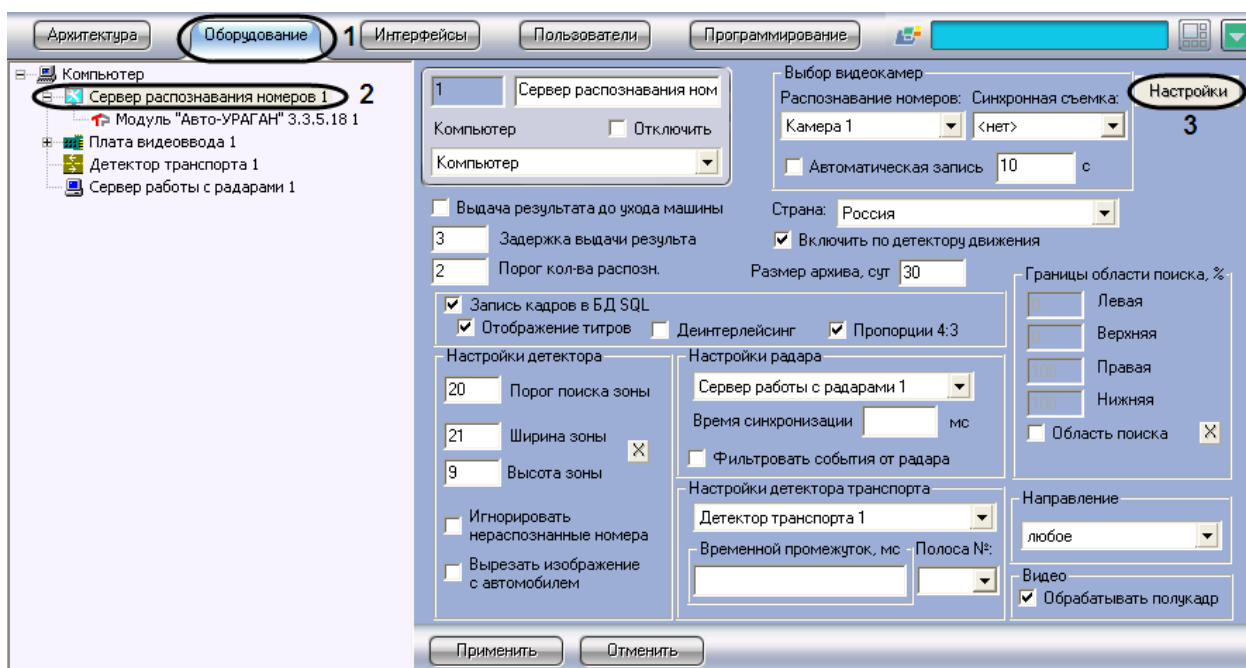 Архитектура Оборудование 1 Интерфейсы Пользователи Программирование
Компьютер
Сервер распознавания номеров 1 2
Модуль "Авто-УРАГАН" 3.3.5.18 1
Плата видеоввода 1
Детектор транспорта 1
Сервер работы с радарами 1
1 Сервер распознавания ном
Компьютер Отключить
Компьютер
Выбор видеокамер
Распознавание номеров: Синхронная съемка:
Камера 1 <нет>
Автоматическая запись 10 с
Настройки
3
Выдача результата до ухода машины
3 Задержка выдачи результа
2 Порог кол-ва распозн.
Страна: Россия
Включить по детектору движения
Размер архива, сут 30
Запись кадров в БД SQL
Отображение титров Деинтерлейсинг Пропорции 4:3
Границы области поиска, %
0 Левая
0 Верхняя
100 Правая
100 Нижняя
Область поиска X
Настройки детектора
20 Порог поиска зоны
21 Ширина зоны
X
9 Высота зоны
Игнорировать
нераспознанные номера
Вырезать изображение
с автомобилем
Настройки радара
Сервер работы с радарами 1
Время синхронизации мс
Фильтровать события от радара
Настройки детектора транспорта
Детектор транспорта 1
Временной промежуток, мс Полоса №:
Направление
любое
Видео
Обрабатывать полукадр
Применить Отменить